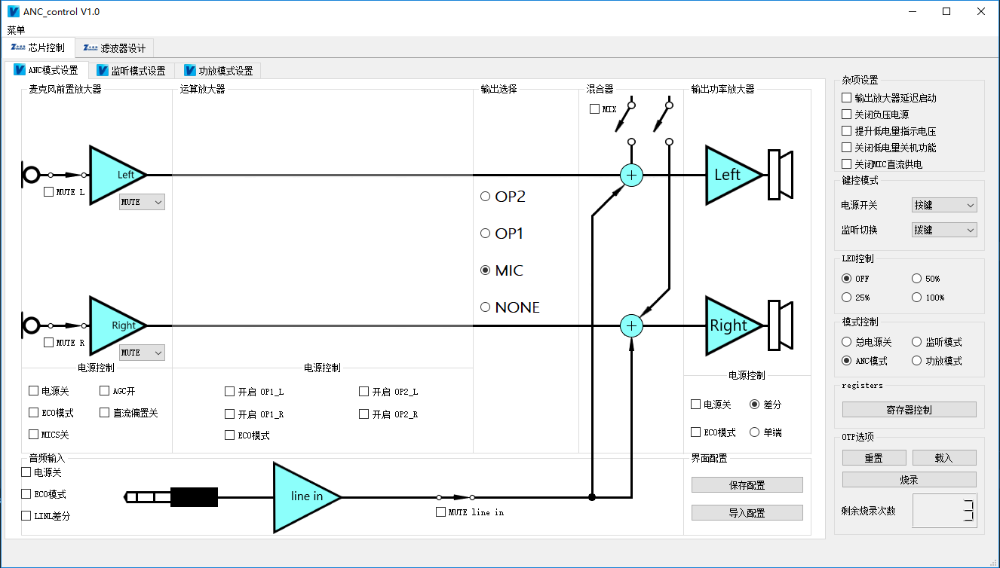 ANC_control V1.0
菜单
芯片控制 滤波器设计
ANC模式设置 监听模式设置 功放模式设置
麦克风前置放大器 运算放大器 输出选择 混合器 输出功率放大器
MIX
Left
MUTE L
MUTE
OP2
OP1
MIC
NONE
Left
Right
MUTE R
MUTE
Right
电源控制
电源关 AGC开
ECO模式 直流偏置关
MICS关
电源控制
开启 OP1_L 开启 OP2_L
开启 OP1_R 开启 OP2_R
ECO模式
电源控制
电源关 差分
ECO模式 单端
音频输入
电源关
ECO模式
LINL差分
line in
MUTE line in
界面配置
保存配置
导入配置
杂项设置
输出放大器延迟启动
关闭负压电源
提升低电量指示电压
关闭低电量关机功能
关闭MIC直流供电
键控模式
电源开关 按键
监听切换 拨键
LED控制
OFF 50%
25% 100%
模式控制
总电源关 监听模式
ANC模式 功放模式
registers
寄存器控制
OTP选项
重置 载入
烧录
剩余烧录次数 3